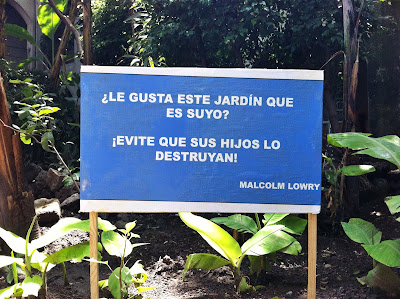 ¿LE GUSTA ESTE JARDÍN QUE
ES SUYO?
¡EVITE QUE SUS HIJOS LO
DESTRUYAN!
MALCOLM LOWRY